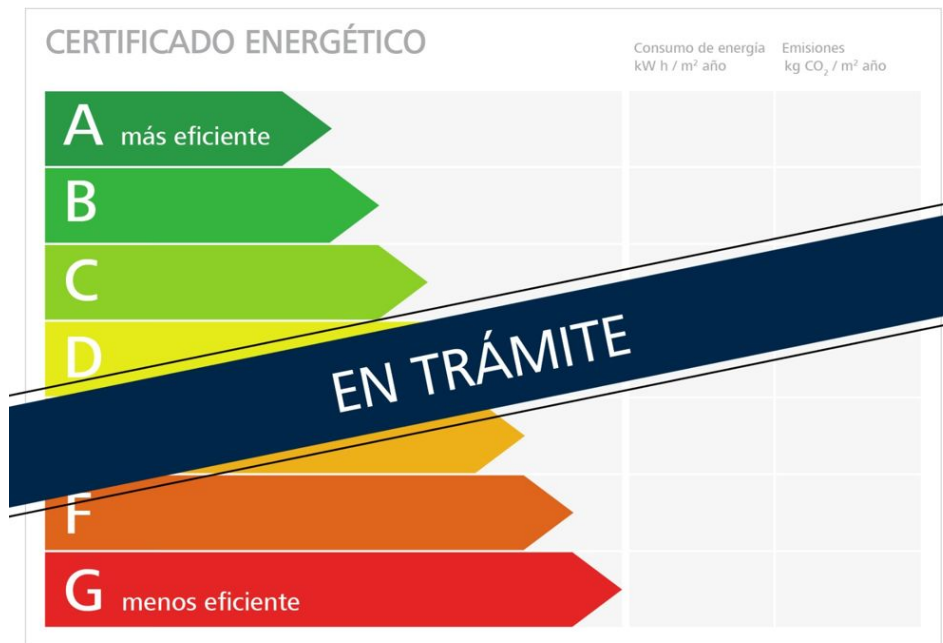 CERTIFICADO ENERGÉTICO
Consumo de energía
kW h / m² año
Emisiones
kg CO₂ / m² año
A más eficiente
B
C
D
EN TRÁMITE
F
G menos eficiente